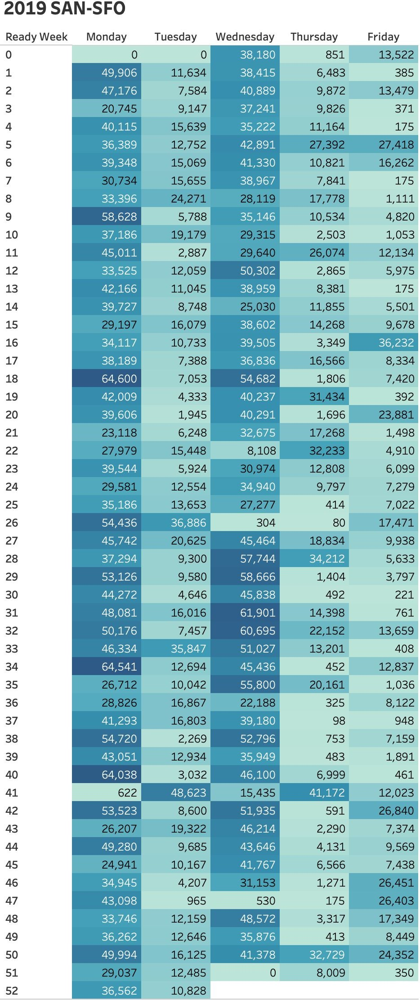 2019 SAN-SFO
Ready Week Monday Tuesday Wednesday Thursday Friday
0 0 0 38,180 851 13,522
1 49,906 11,634 38,415 6,483 385
2 47,176 7,584 40,889 9,872 13,479
3 20,745 9,147 37,241 9,826 371
4 40,115 15,639 35,222 11,164 175
5 36,389 12,752 42,891 27,392 27,418
6 39,348 15,069 41,330 10,821 16,262
7 30,734 15,655 38,967 7,841 175
8 33,396 24,271 28,119 17,778 1,111
9 58,628 5,788 35,146 10,534 4,820
10 37,186 19,179 29,315 2,503 1,053
11 45,011 2,887 29,640 26,074 12,134
12 33,525 12,059 50,302 2,865 5,975
13 42,166 11,045 38,959 8,381 175
14 39,727 8,748 25,030 11,855 5,501
15 29,197 16,079 38,602 14,268 9,678
16 34,117 10,733 39,505 3,349 36,232
17 38,189 7,388 36,836 16,566 8,334
18 64,600 7,053 54,682 1,806 7,420
19 42,009 4,333 40,237 31,434 392
20 39,606 1,945 40,291 1,696 23,881
21 23,118 6,248 32,675 17,268 1,498
22 27,979 15,448 8,108 32,233 4,910
23 39,544 5,924 30,974 12,808 6,099
24 29,581 12,554 34,940 9,797 7,279
25 35,186 13,653 27,277 414 7,022
26 54,436 36,886 304 80 17,471
27 45,742 20,625 45,464 18,834 9,938
28 37,294 9,300 57,744 34,212 5,633
29 53,126 9,580 58,666 1,404 3,797
30 44,272 4,646 45,838 492 221
31 48,081 16,016 61,901 14,398 761
32 50,176 7,457 60,695 22,152 13,659
33 46,334 35,847 51,027 13,201 408
34 64,541 12,694 45,436 452 12,837
35 26,712 10,042 55,800 20,161 1,036
36 28,826 16,867 22,188 325 8,122
37 41,293 16,803 39,180 98 948
38 54,720 2,269 52,796 753 7,159
39 43,051 12,934 35,949 483 1,891
40 64,038 3,032 46,100 6,999 461
41 622 48,623 15,435 41,172 12,023
42 53,523 8,600 51,935 591 26,840
43 26,207 19,322 46,214 2,290 7,374
44 49,280 9,685 43,646 4,131 9,569
45 24,941 10,167 41,767 6,566 7,438
46 34,945 4,207 31,153 1,271 26,451
47 43,098 965 530 175 26,403
48 33,746 12,159 48,572 3,317 17,349
49 36,262 12,646 35,876 413 8,449
50 49,994 16,125 41,378 32,729 24,352
51 29,037 12,485 0 8,009 350
52 36,562 10,828